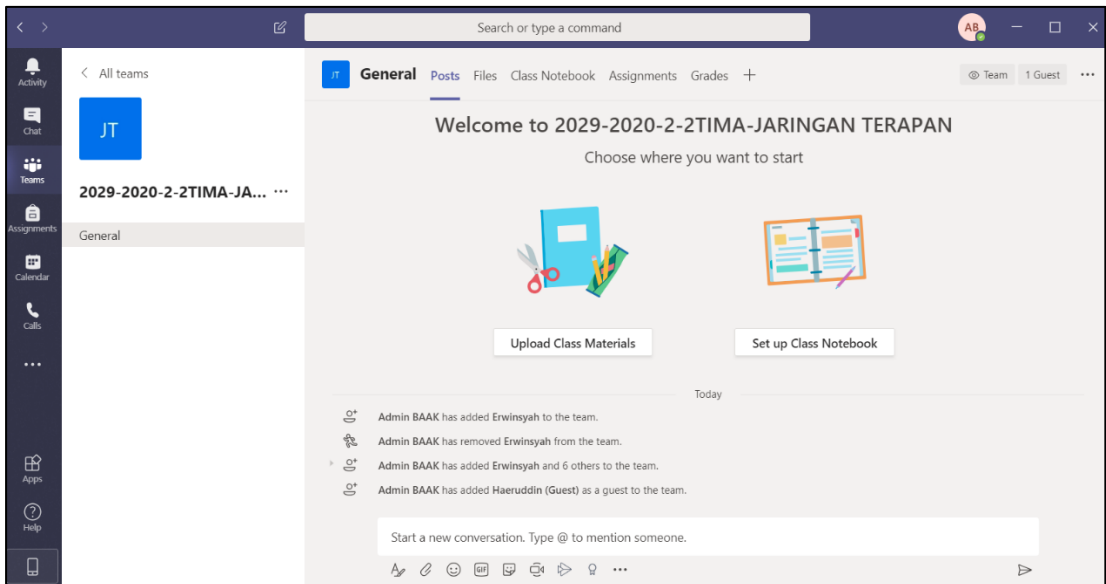 Search or type a command
AB
Activity
Chat
Teams
Assignments
Calendar
Calls
Apps
Help
All teams
JT
2029-2020-2-2TIMA-JA... ...
General
JT General Posts Files Class Notebook Assignments Grades +
Team 1 Guest ...
Welcome to 2029-2020-2-2TIMA-JARINGAN TERAPAN
Choose where you want to start
Upload Class Materials Set up Class Notebook
Today
Admin BAAK has added Erwinsyah to the team.
Admin BAAK has removed Erwinsyah from the team.
Admin BAAK has added Erwinsyah and 6 others to the team.
Admin BAAK has added Haeruddin (Guest) as a guest to the team.
Start a new conversation. Type @ to mention someone.
GIF